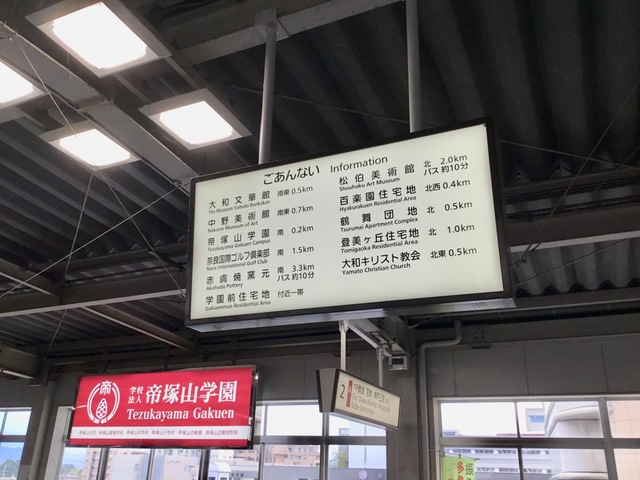 ごあんない Information
大和文華館 南東0.5km
The Museum Yamato Bunkakan
中野美術館 南東0.7km
Nakano Museum of Art
帝塚山学園 南 0.2km
Tezukayama Gakuen Campus
奈良国際ゴルフ倶楽部 南 1.5km
Nara International Golf Club
赤膚焼窯元 南 3.3km
Akahada Pottery バス約10分
学園前住宅地 付近一帯
Gakuenmae Residential Area
松伯美術館 北 2.0km
Shouhaku Art Museum バス約10分
百楽園住宅地 北西0.4km
Hyakurakuen Residential Area
鶴舞団地 北 0.5km
Tsurumai Apartment Complex
登美ヶ丘住宅地 北 1.0km
Tomigaoka Residential Area
大和キリスト教会 北東0.5km
Yamato Christian Church
学校法人 帝塚山学園
Tezukayama Gakuen
帝
2